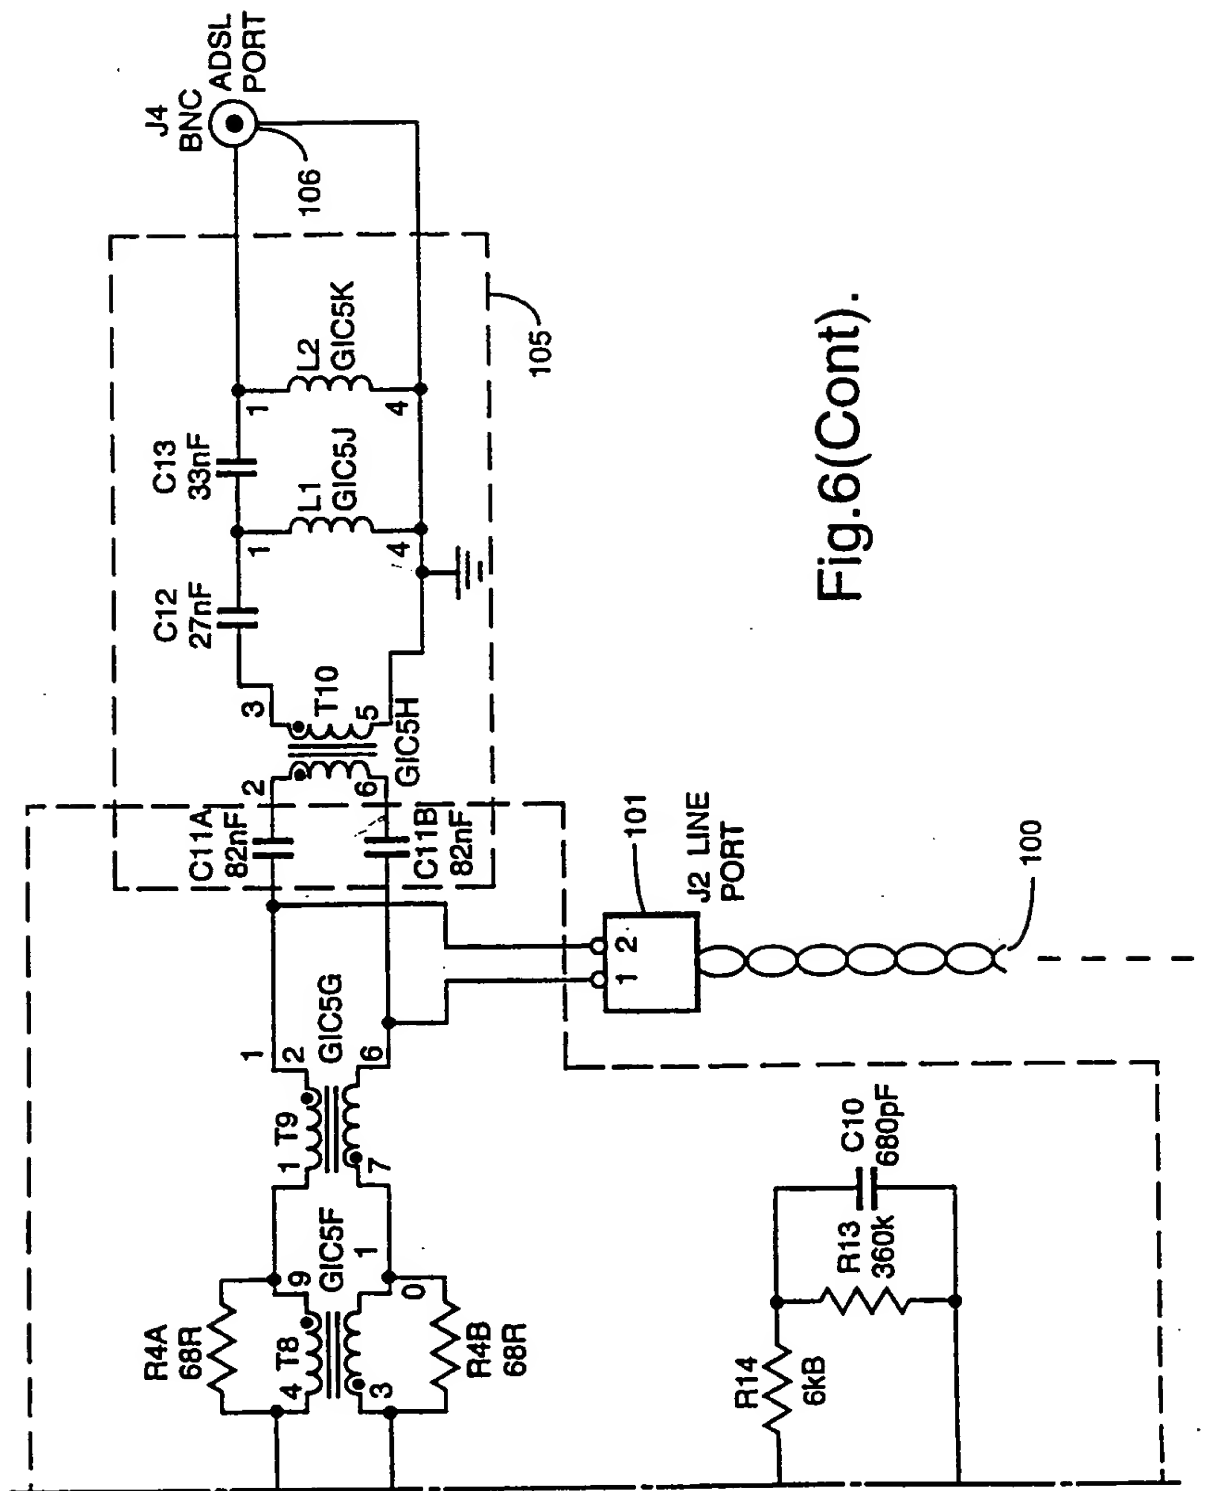 R4A
68R
4
9
T8
GIC5F
3
1
0
R4B
68R
T9
1
2
1
GIC5G
7
6
C11A
82nF
C11B
82nF
2
6
3
5
T10
GIC5H
C12
27nF
1
L1
GIC5J
4
C13
33nF
1
L2
GIC5K
4
J4
BNC
ADSL
PORT
106
105
101
1
2
J2 LINE
PORT
100
R14
6kB
R13
360k
C10
680pF
Fig.6(Cont).